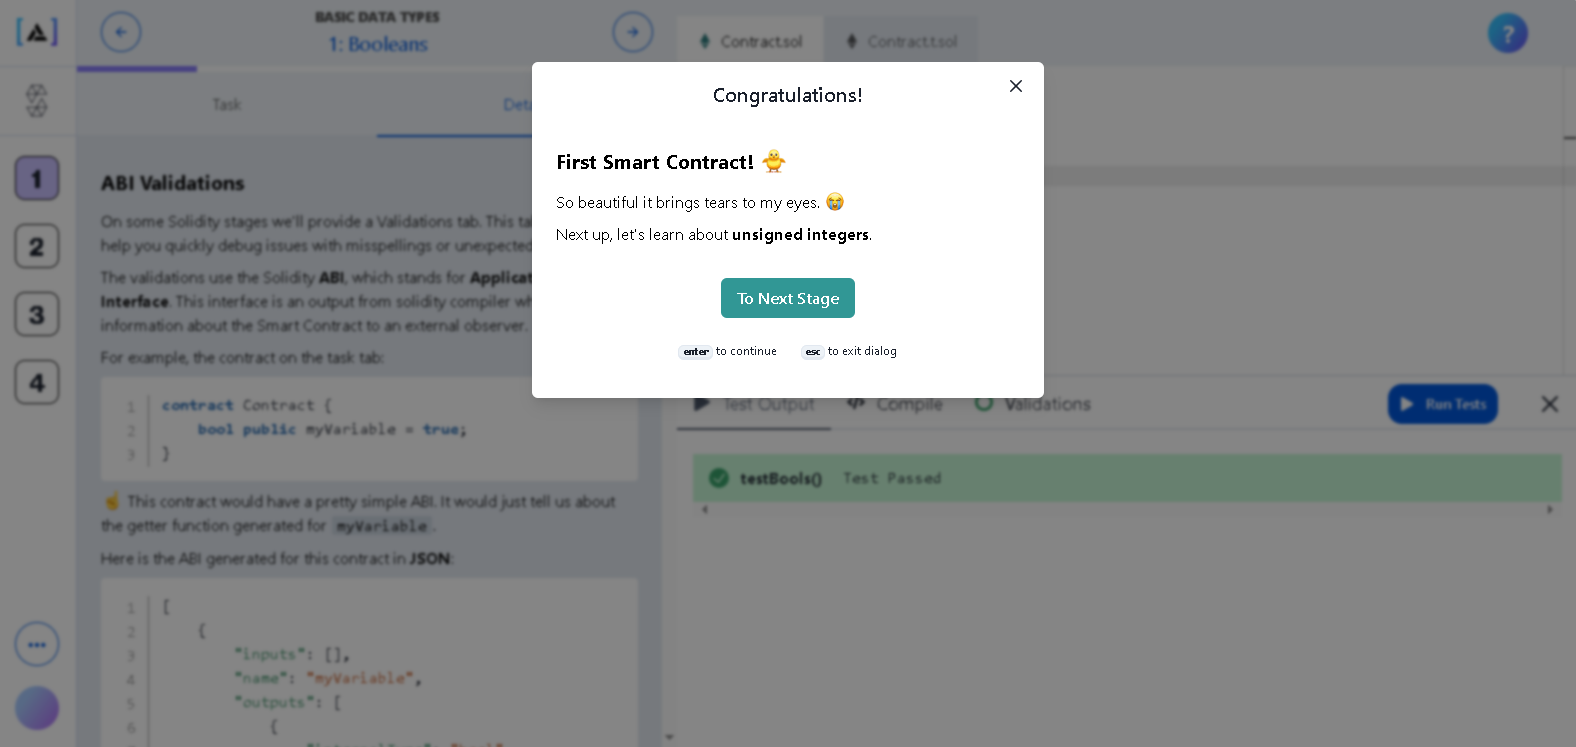 BASIC DATA TYPES
1: Booleans
Contract.sol
Contract.t.sol
?
Task
1
2
3
4
ABI Validations
On some Solidity stages we'll provide a Validations tab. This
help you quickly debug issues with misspellings or unexpected
The validations use the Solidity ABI, which stands for
Interface. This interface is an output from solidity compiler
information about the Smart Contract to an external observer.
For example, the contract on the task tab:
1 contract Contract {
2 bool public myVariable = true;
3 }
☝️ This contract would have a pretty simple ABI. It would just tell us about
the getter function generated for myVariable.
Here is the ABI generated for this contract in JSON:
1 [
2 {
3 "inputs": [],
4 "name": "myVariable",
5 "outputs": [
6 {
Congratulations!
First Smart Contract! 🐥
So beautiful it brings tears to my eyes. 😭
Next up, let's learn about unsigned integers.
To Next Stage
enter to continue esc to exit dialog
Test Output
Compile
Validations
Run Tests
testBools() Test Passed